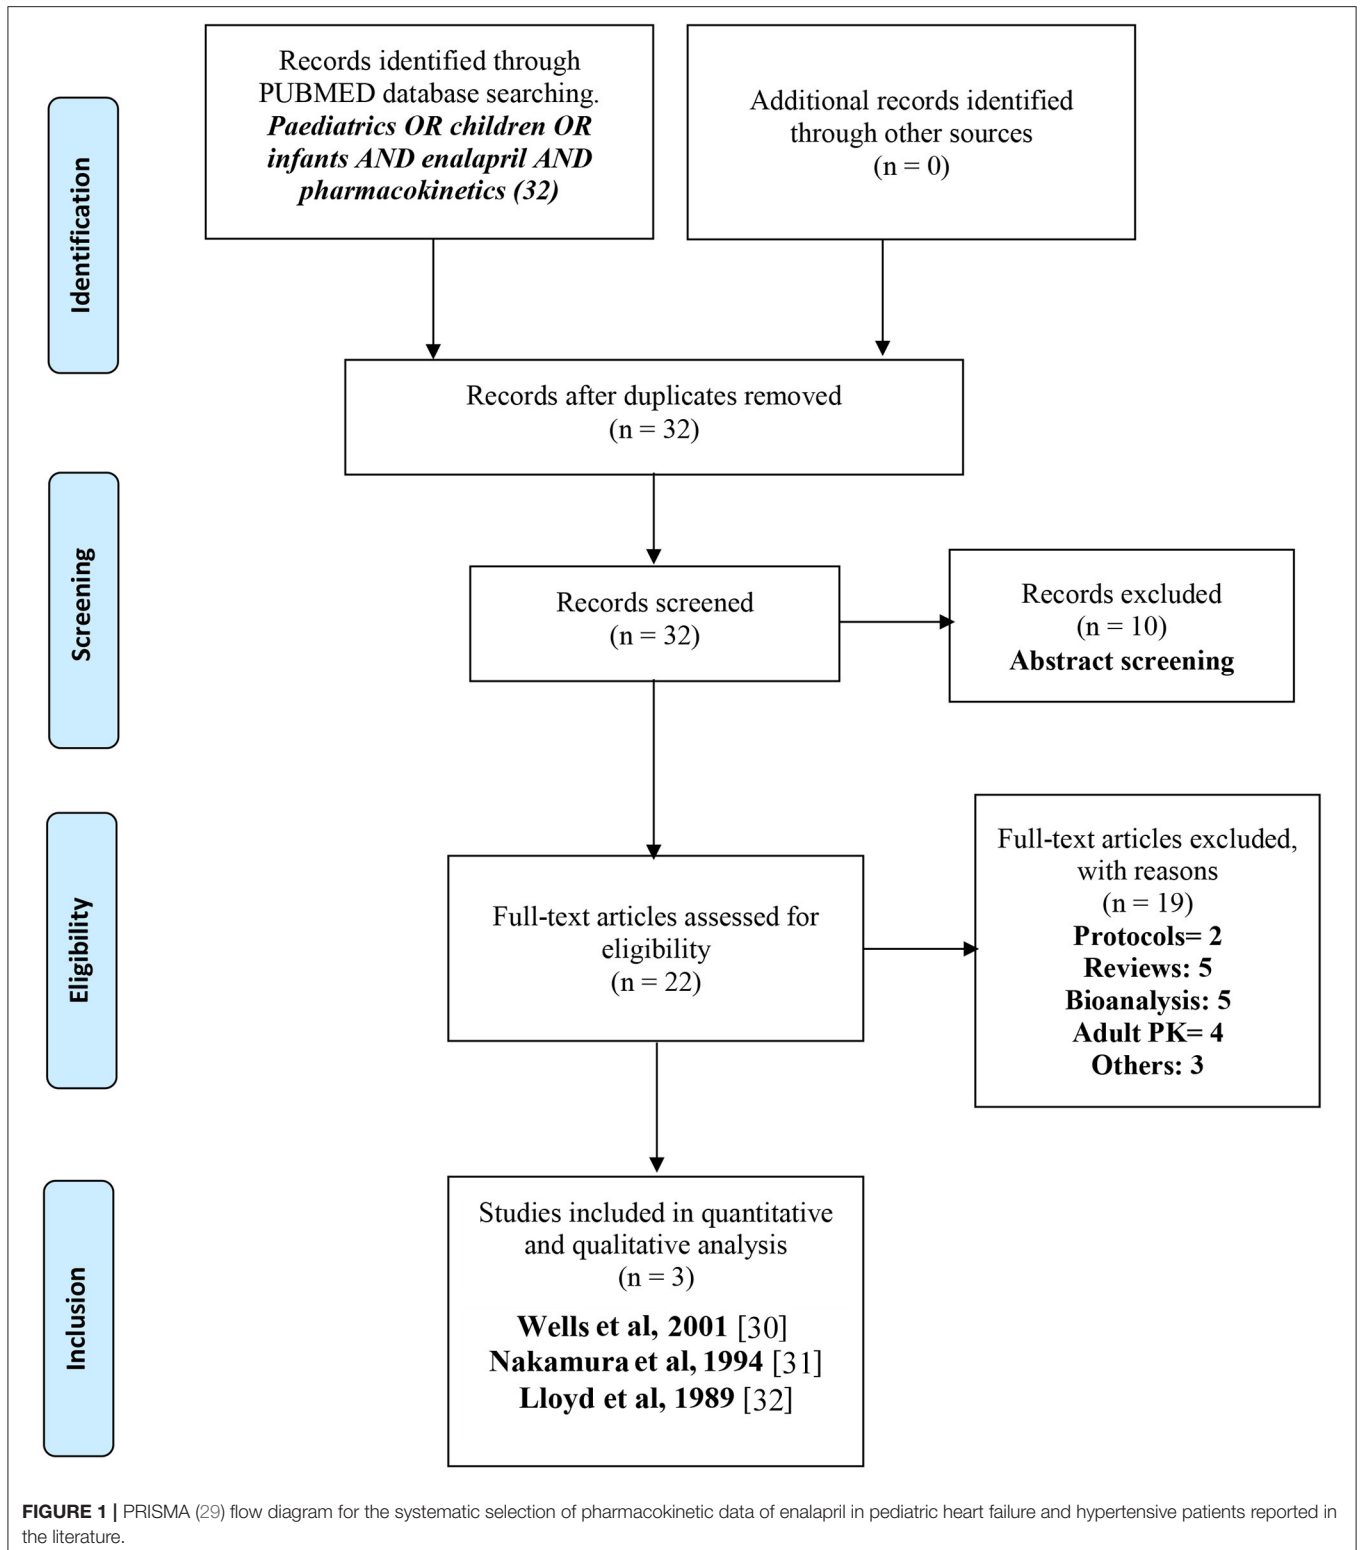 Identification
Records identified through
PUBMED database searching.
Paediatrics OR children OR
infants AND enalapril AND
pharmacokinetics (32)
Additional records identified
through other sources
(n = 0)
Records after duplicates removed
(n = 32)
Screening
Records screened
(n = 32)
Records excluded
(n = 10)
Abstract screening
Eligibility
Full-text articles assessed for
eligibility
(n = 22)
Full-text articles excluded,
with reasons
(n = 19)
Protocols= 2
Reviews: 5
Bioanalysis: 5
Adult PK= 4
Others: 3
Inclusion
Studies included in quantitative
and qualitative analysis
(n = 3)
Wells et al, 2001 [30]
Nakamura et al, 1994 [31]
Lloyd et al, 1989 [32]
FIGURE 1 | PRISMA (29) flow diagram for the systematic selection of pharmacokinetic data of enalapril in pediatric heart failure and hypertensive patients reported in
the literature.